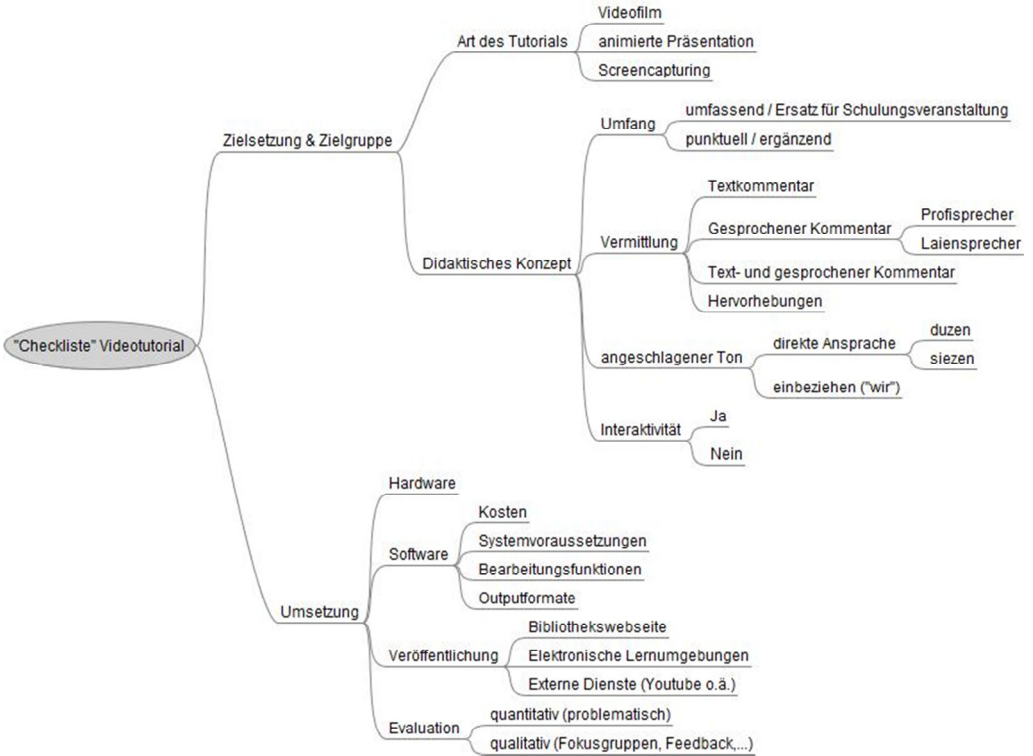 "Checkliste" Videotutorial
Zielsetzung & Zielgruppe
Art des Tutorials
Videofilm
animierte Präsentation
Screencapturing
Didaktisches Konzept
Umfang
umfassend / Ersatz für Schulungsveranstaltung
punktuell / ergänzend
Vermittlung
Textkommentar
Gesprochener Kommentar
Profisprecher
Laiensprecher
Text- und gesprochener Kommentar
Hervorhebungen
angeschlagener Ton
direkte Ansprache
duzen
siezen
einbeziehen ("wir")
Interaktivität
Ja
Nein
Umsetzung
Hardware
Software
Kosten
Systemvoraussetzungen
Bearbeitungsfunktionen
Outputformate
Veröffentlichung
Bibliothekswebseite
Elektronische Lernumgebungen
Externe Dienste (Youtube o.ä.)
Evaluation
quantitativ (problematisch)
qualitativ (Fokusgruppen, Feedback,...)